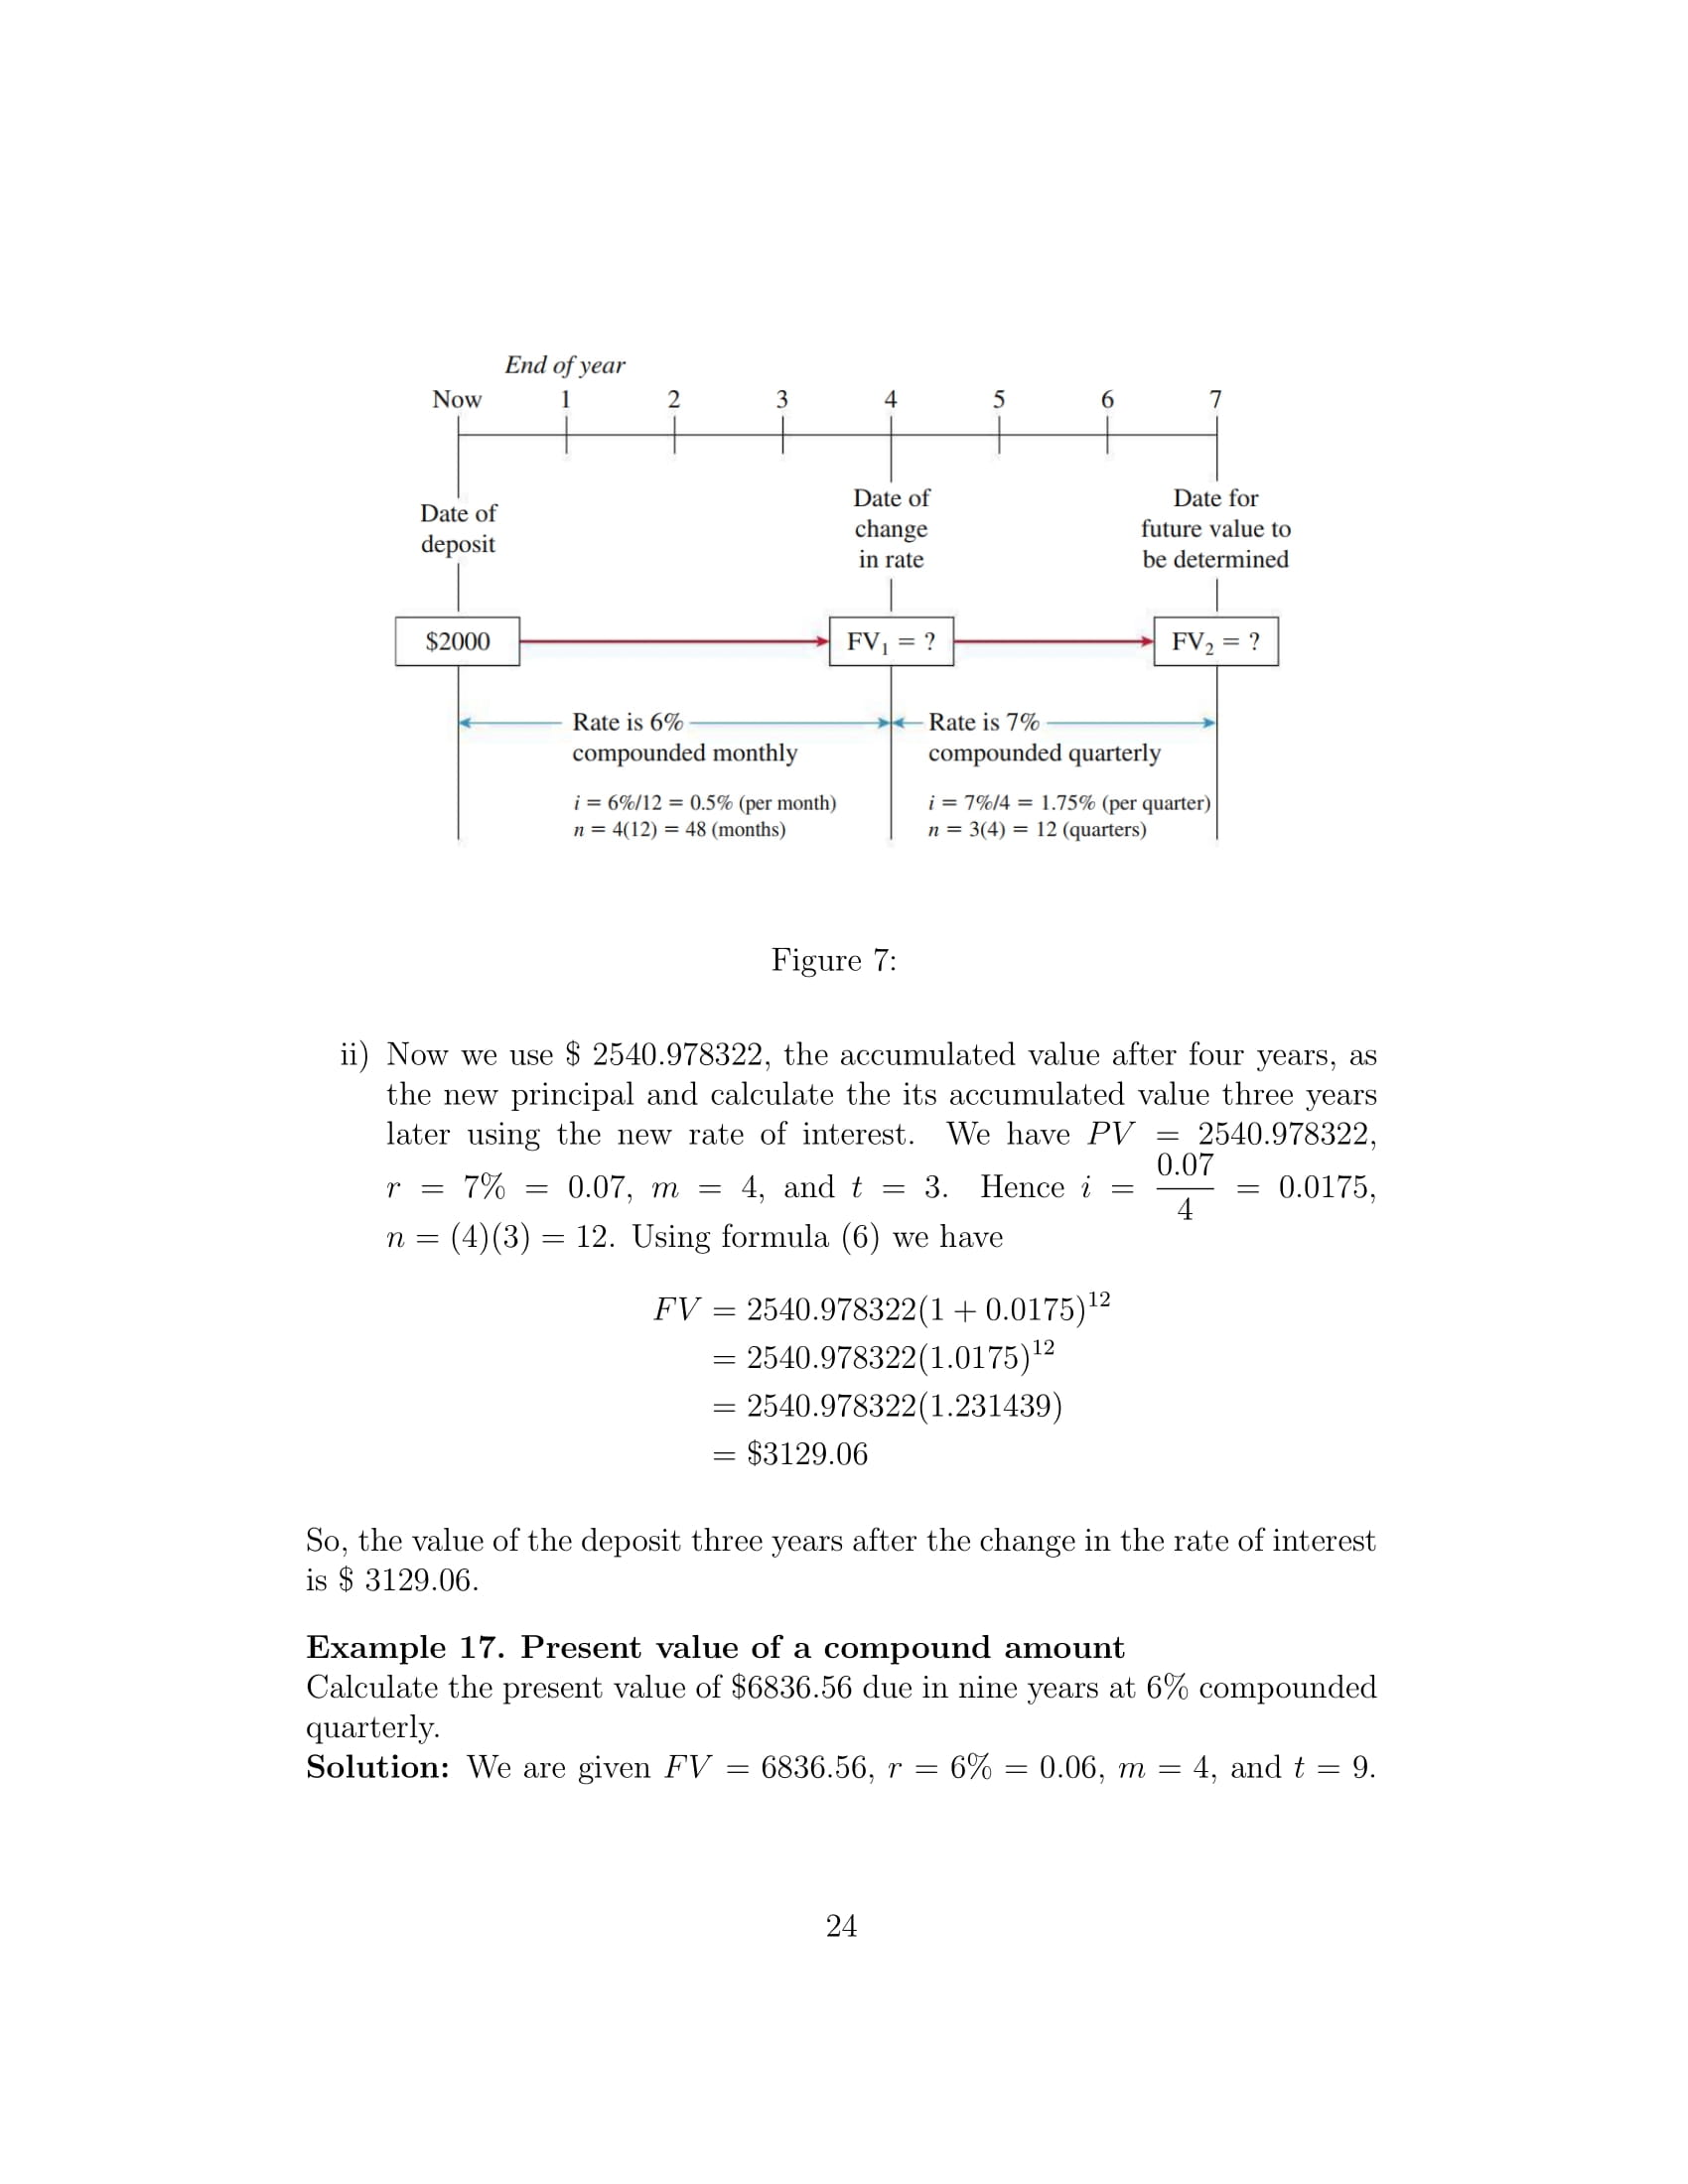 End of year
Now 1 2 3 4 5 6 7
Date of
deposit
Date of
change
in rate
Date for
future value to
be determined
$2000
FV₁ = ?
FV₂ = ?
Rate is 6%
compounded monthly
i = 6%/12 = 0.5% (per month)
n = 4(12) = 48 (months)
Rate is 7%
compounded quarterly
i = 7%/4 = 1.75% (per quarter)
n = 3(4) = 12 (quarters)
Figure 7:
ii) Now we use $ 2540.978322, the accumulated value after four years, as
the new principal and calculate the its accumulated value three years
later using the new rate of interest. We have PV = 2540.978322,
r = 7% = 0.07, m = 4, and t = 3. Hence i = 0.07/4 = 0.0175,
n = (4)(3) = 12. Using formula (6) we have
FV = 2540.978322(1 + 0.0175)¹²
= 2540.978322(1.0175)¹²
= 2540.978322(1.231439)
= $3129.06
So, the value of the deposit three years after the change in the rate of interest
is $ 3129.06.
Example 17. Present value of a compound amount
Calculate the present value of $6836.56 due in nine years at 6% compounded
quarterly.
Solution: We are given FV = 6836.56, r = 6% = 0.06, m = 4, and t = 9.
24